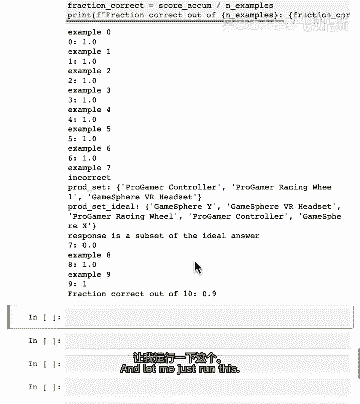 fraction_correct = score_accum / n_examples
print(f"Fraction correct out of {n_examples}: {fraction_cor
example 0
0: 1.0
example 1
1: 1.0
example 2
2: 1.0
example 3
3: 1.0
example 4
4: 1.0
example 5
5: 1.0
example 6
6: 1.0
example 7
incorrect
prod_set: {'ProGamer Controller', 'ProGamer Racing Whee
l', 'GameSphere VR Headset'}
prod_set_ideal: {'GameSphere Y', 'GameSphere VR Headset',
'ProGamer Racing Wheel', 'ProGamer Controller', 'GameSphe
re X'}
response is a subset of the ideal answer
7: 0.0
example 8
8: 1.0
example 9
9: 1
Fraction correct out of 10: 0.9
In [ ]:
In [ ]:
让我运行一下这个。
In [ ]:
And let me just run this.
In [ ]: